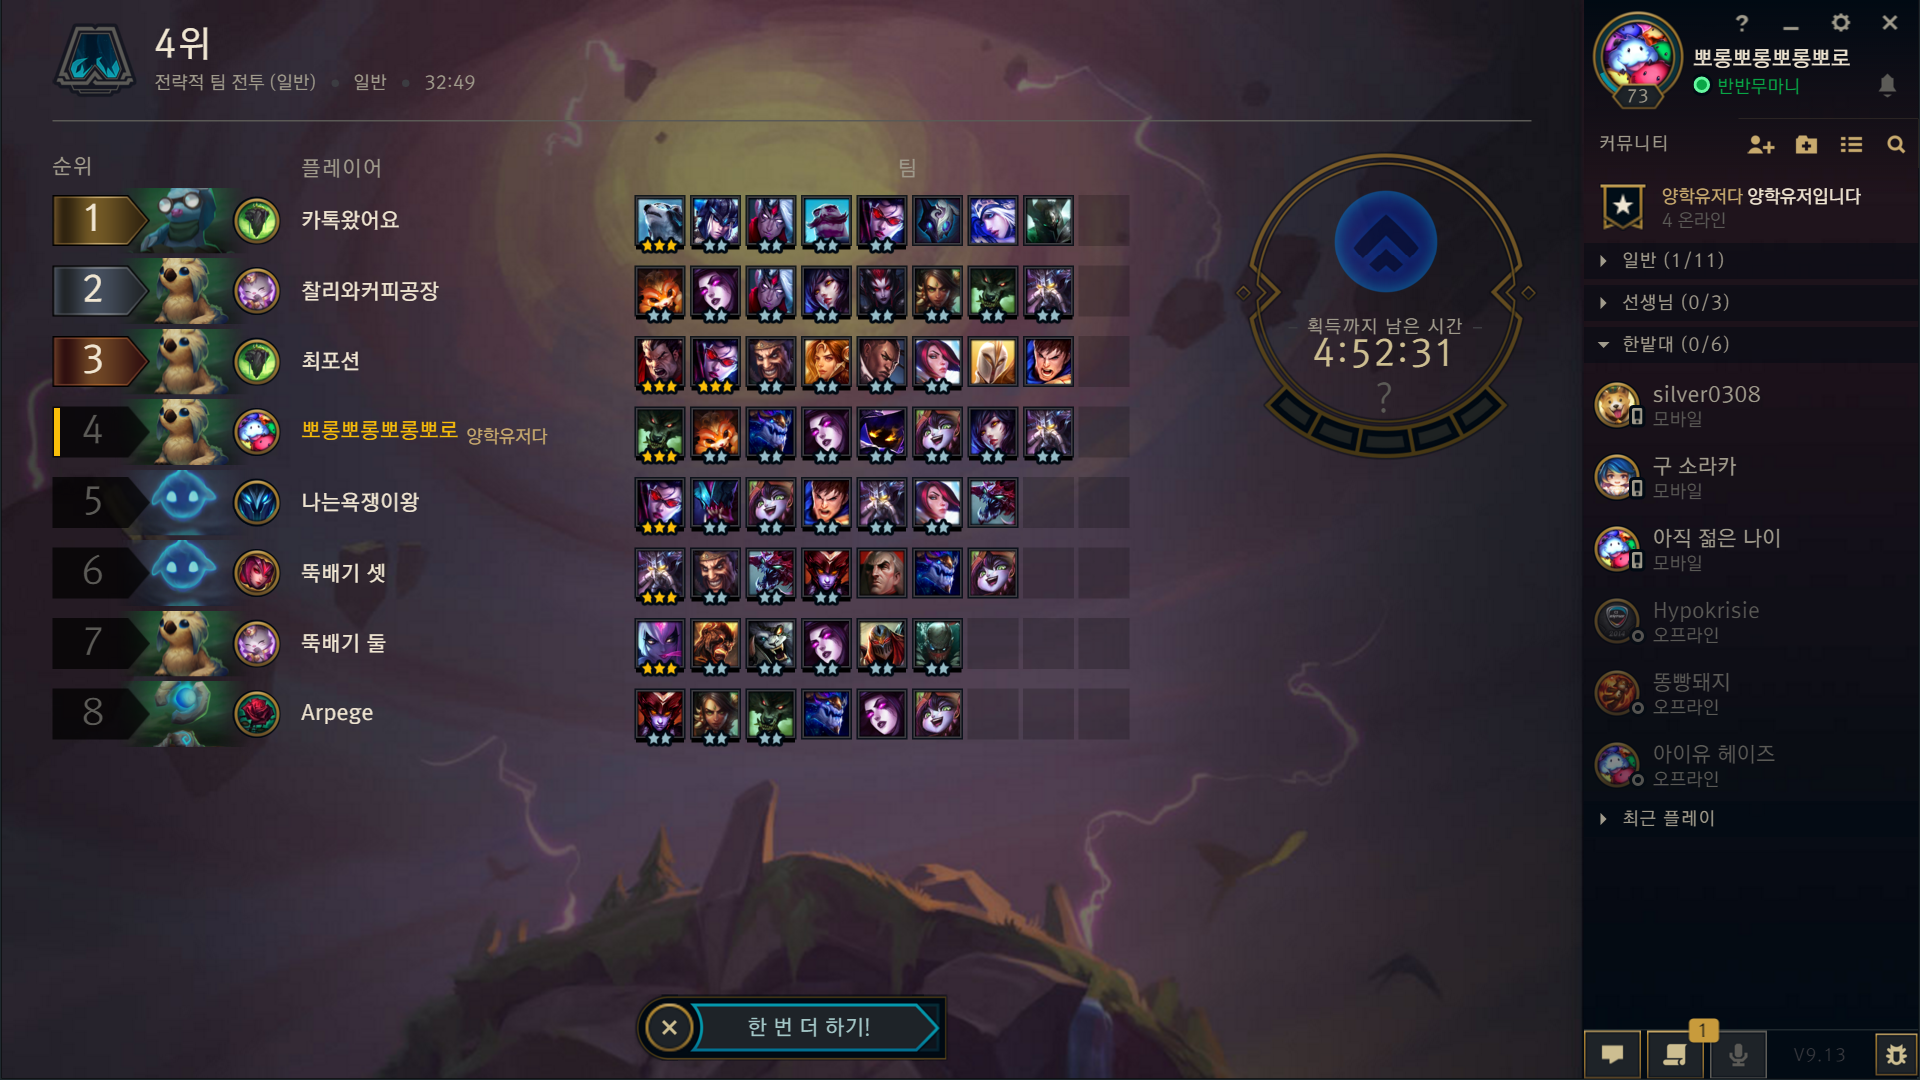 4위
전략적 팀 전투 (일반) • 일반 • 32:49
순위 플레이어 팀
1 카톡왔어요
2 찰리와커피공장
3 최포션
4 뽀롱뽀롱뽀롱뽀로 양학유저다
5 나는욕쟁이왕
6 뚝배기 셋
7 뚝배기 둘
8 Arpege
획득까지 남은 시간
4:52:31
?
한 번 더 하기!
?
뽀롱뽀롱뽀롱뽀로
반반무마니
73
커뮤니티
양학유저다 양학유저입니다
4 온라인
일반 (1/11)
선생님 (0/3)
한밭대 (0/6)
silver0308
모바일
구 소라카
모바일
아직 젊은 나이
모바일
Hypokrisie
오프라인
똥빵돼지
오프라인
아이유 헤이즈
오프라인
최근 플레이
1
V9.13